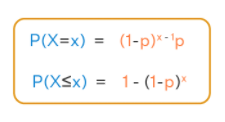 P(X=x) = (1-p)ˣ⁻¹p
P(X≤x) = 1 - (1-p)ˣ